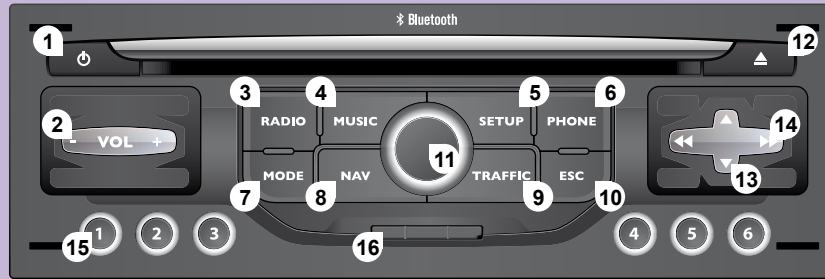 Bluetooth
1
12
3
4
5
6
2
- VOL +
RADIO
MUSIC
SETUP
PHONE
14
11
MODE
NAV
TRAFFIC
ESC
13
7
8
9
10
15
1
2
3
16
4
5
6